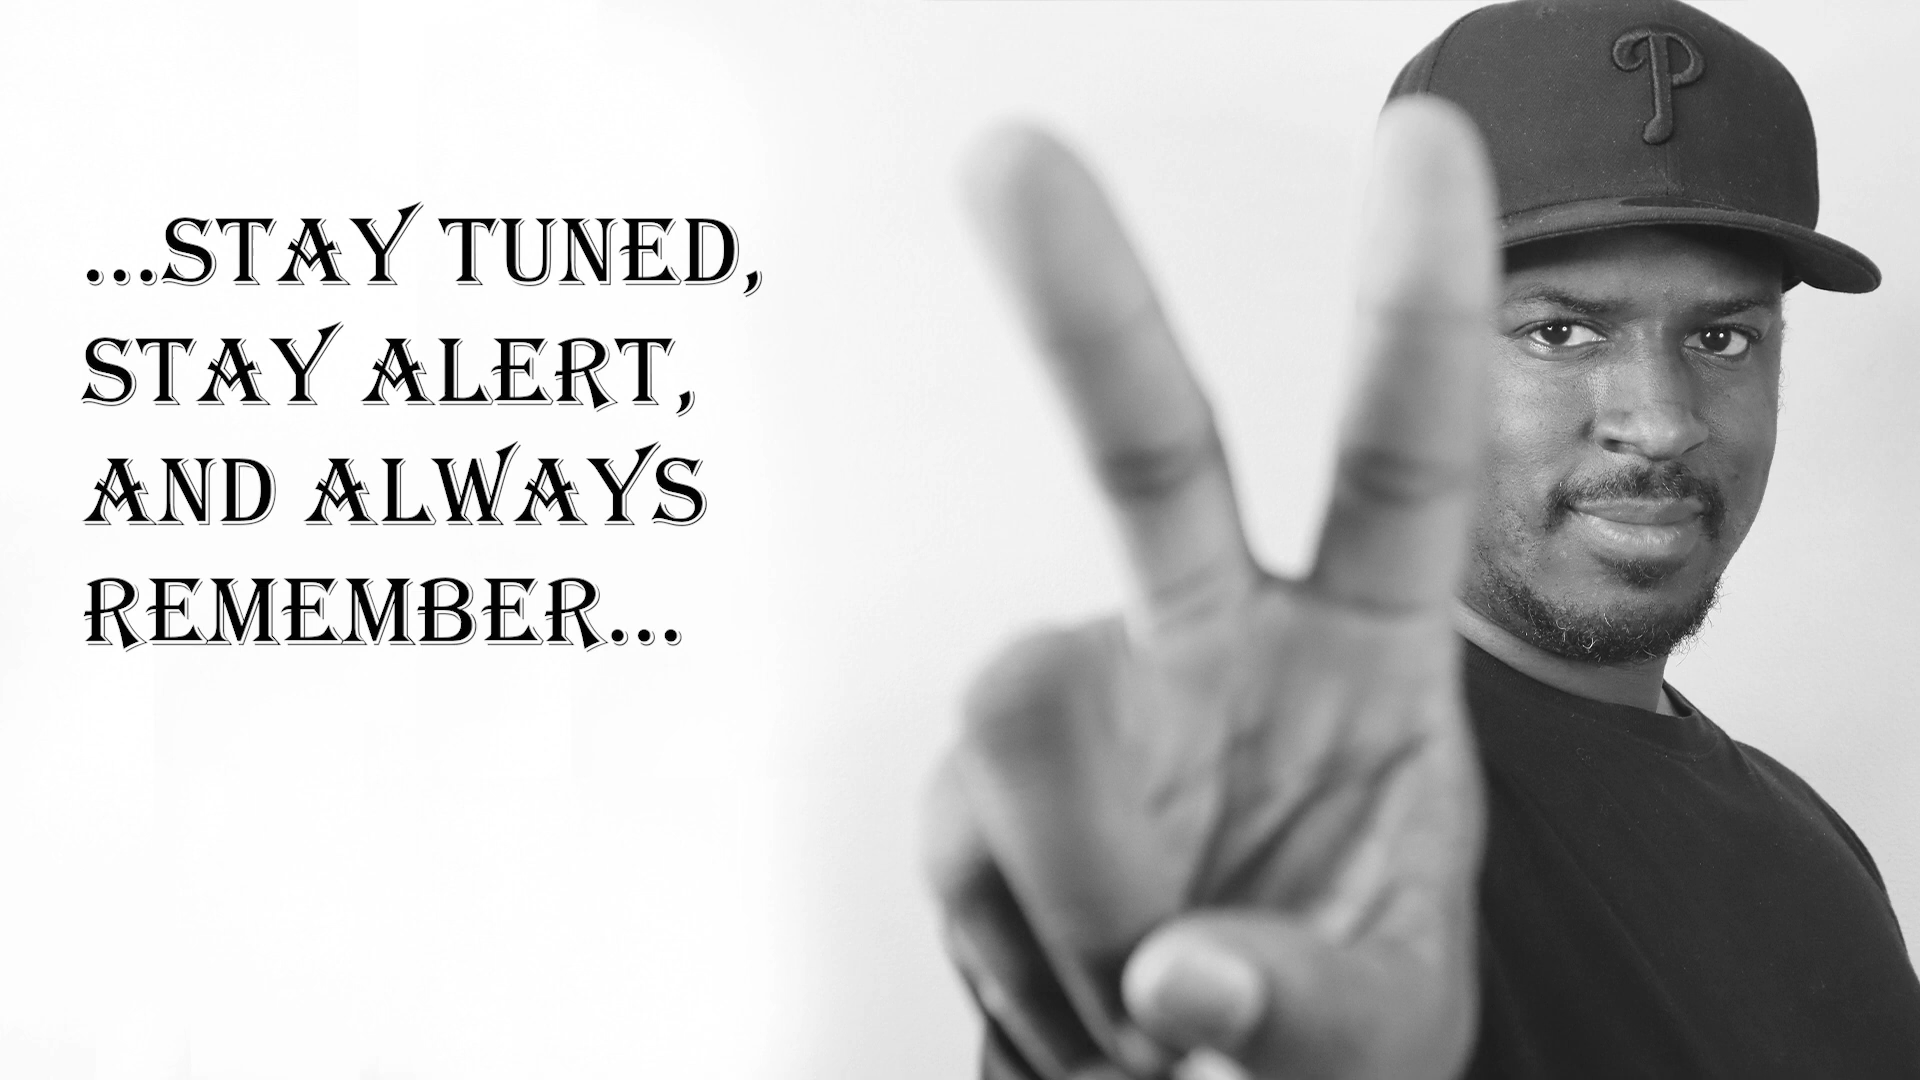 ...STAY TUNED,
STAY ALERT,
AND ALWAYS
REMEMBER...
P